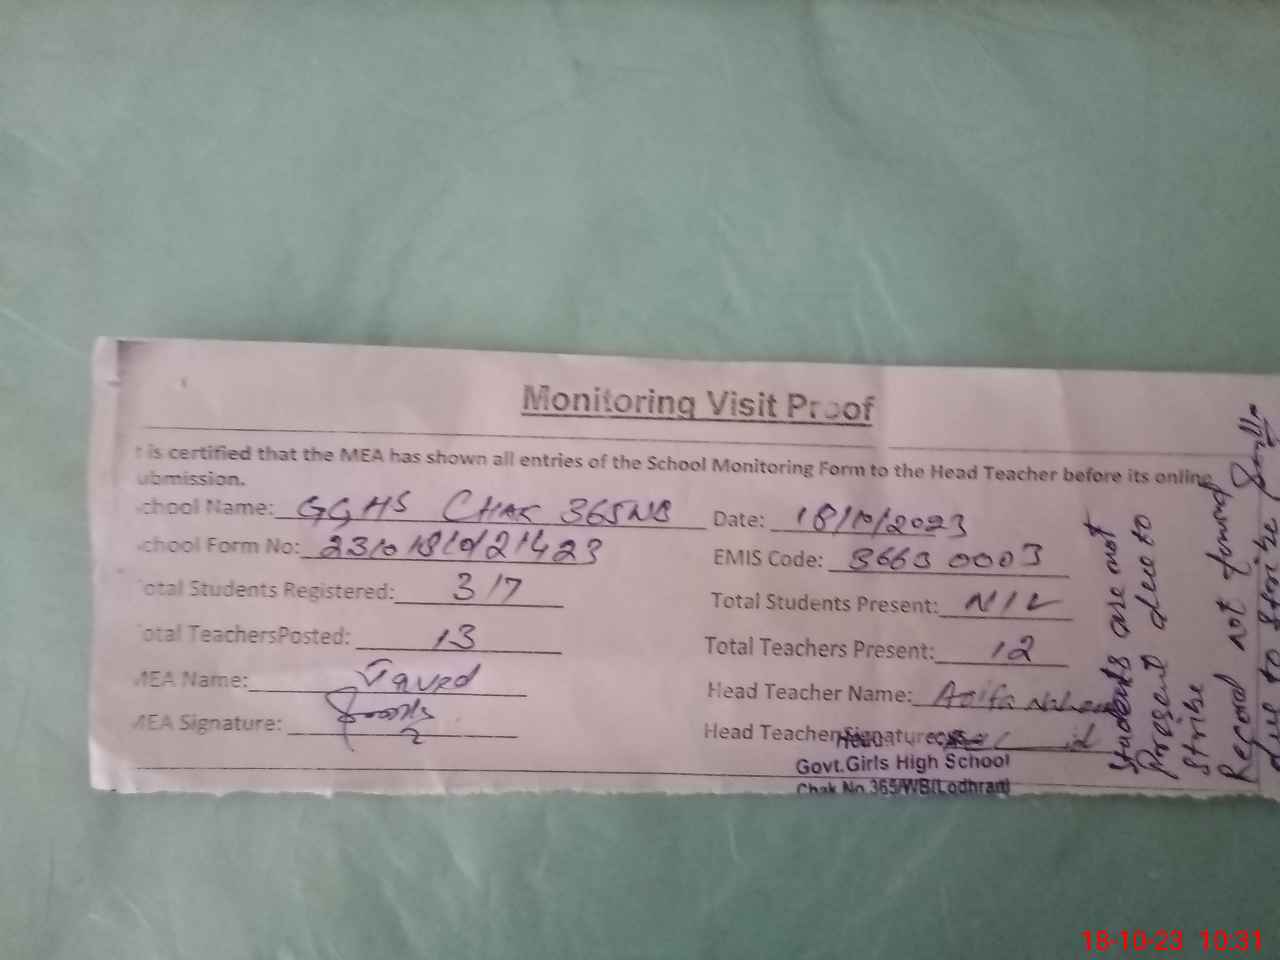 Monitoring Visit Proof
t is certified that the MEA has shown all entries of the School Monitoring Form to the Head Teacher before its online
ubmission.
chool Name: GGHS CHAK 365WB Date: 18/10/2023
chool Form No: EMIS Code: 36630003
otal Students Registered: 317 Total Students Present: NIL
otal TeachersPosted: 13 Total Teachers Present: 12
MEA Name: Javed Head Teacher Name:
MEA Signature: Head Teacher Signature:
Govt.Girls High School
Chak No.365/WB(Lodhran)
Students are not
Present due to
Stribe
Record not found
due to Stribe
18-10-23 10:31